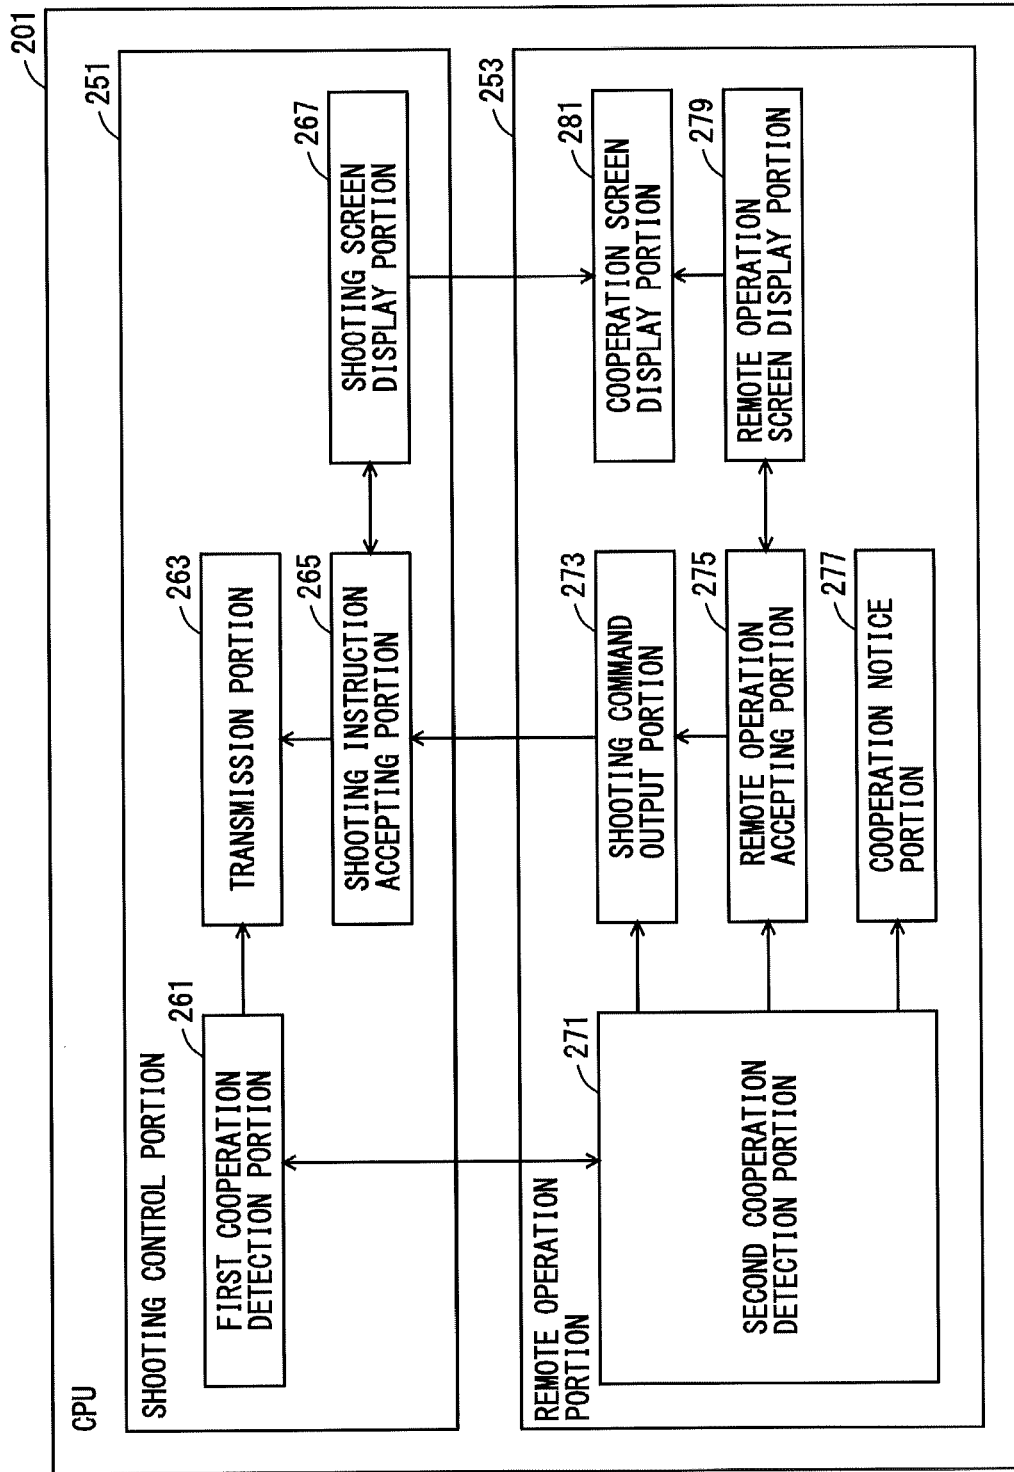 201
CPU
251
SHOOTING CONTROL PORTION
261
FIRST COOPERATION
DETECTION PORTION
263
TRANSMISSION PORTION
265
SHOOTING INSTRUCTION
ACCEPTING PORTION
267
SHOOTING SCREEN
DISPLAY PORTION
253
REMOTE OPERATION
PORTION
271
SECOND COOPERATION
DETECTION PORTION
273
SHOOTING COMMAND
OUTPUT PORTION
275
REMOTE OPERATION
ACCEPTING PORTION
277
COOPERATION NOTICE
PORTION
281
COOPERATION SCREEN
DISPLAY PORTION
279
REMOTE OPERATION
SCREEN DISPLAY PORTION